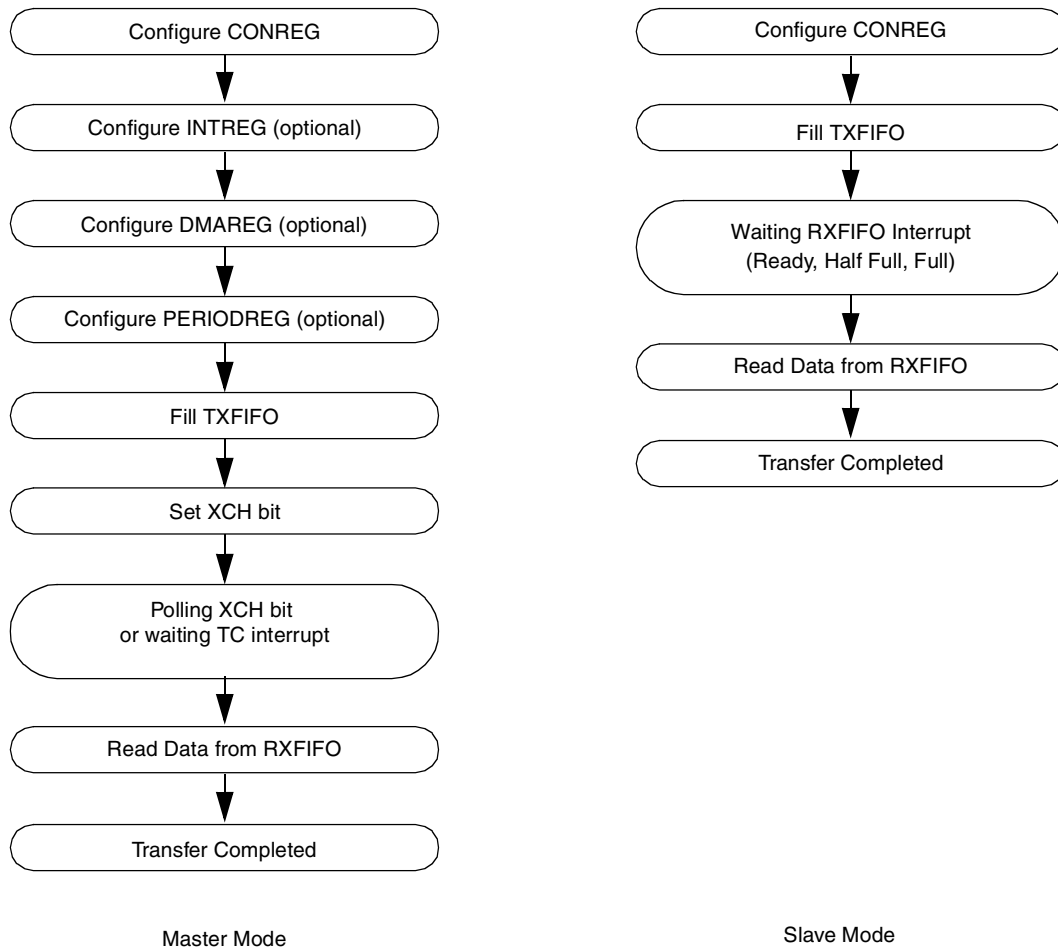 Configure CONREG
Configure INTREG (optional)
Configure DMAREG (optional)
Configure PERIODREG (optional)
Fill TXFIFO
Set XCH bit
Polling XCH bit
or waiting TC interrupt
Read Data from RXFIFO
Transfer Completed
Master Mode
Configure CONREG
Fill TXFIFO
Waiting RXFIFO Interrupt
(Ready, Half Full, Full)
Read Data from RXFIFO
Transfer Completed
Slave Mode